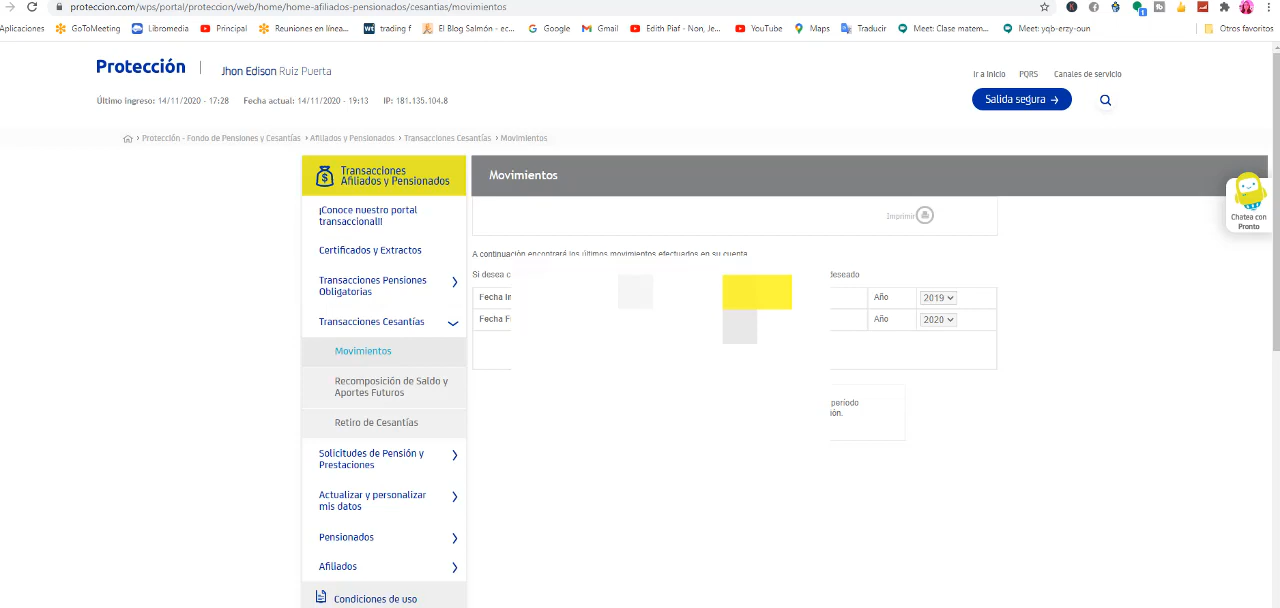 proteccion.com/wps/portal/proteccion/web/home/home-afiliados-pensionados/cesantias/movimientos
Aplicaciones GoToMeeting Libromedia Principal Reuniones en línea... trading f El Blog Salmón - ec... Google Gmail Edith Piaf - Non, Je... YouTube Maps Traducir Meet: Clase matem... Meet: yqb-erzy-oun Otros favoritos
Protección Jhon Edison Ruiz Puerta
Ir a Inicio PQRS Canales de servicio
Último ingreso: 14/11/2020 - 17:28 Fecha actual: 14/11/2020 - 19:13 IP: 181.135.104.8
Salida segura →
Protección - Fondo de Pensiones y Cesantías › Afiliados y Pensionados › Transacciones Cesantías › Movimientos
Transacciones
Afiliados y Pensionados
¡Conoce nuestro portal
transaccional!!
Certificados y Extractos
Transacciones Pensiones
Obligatorias
Transacciones Cesantías
Movimientos
Recomposición de Saldo y
Aportes Futuros
Retiro de Cesantías
Solicitudes de Pensión y
Prestaciones
Actualizar y personalizar
mis datos
Pensionados
Afiliados
Condiciones de uso
Movimientos
Imprimir
A continuación encontrará los últimos movimientos efectuados en su cuenta
Si desea deseado
Fecha Año 2019
Fecha Año 2020
período
Chatea con
Pronto